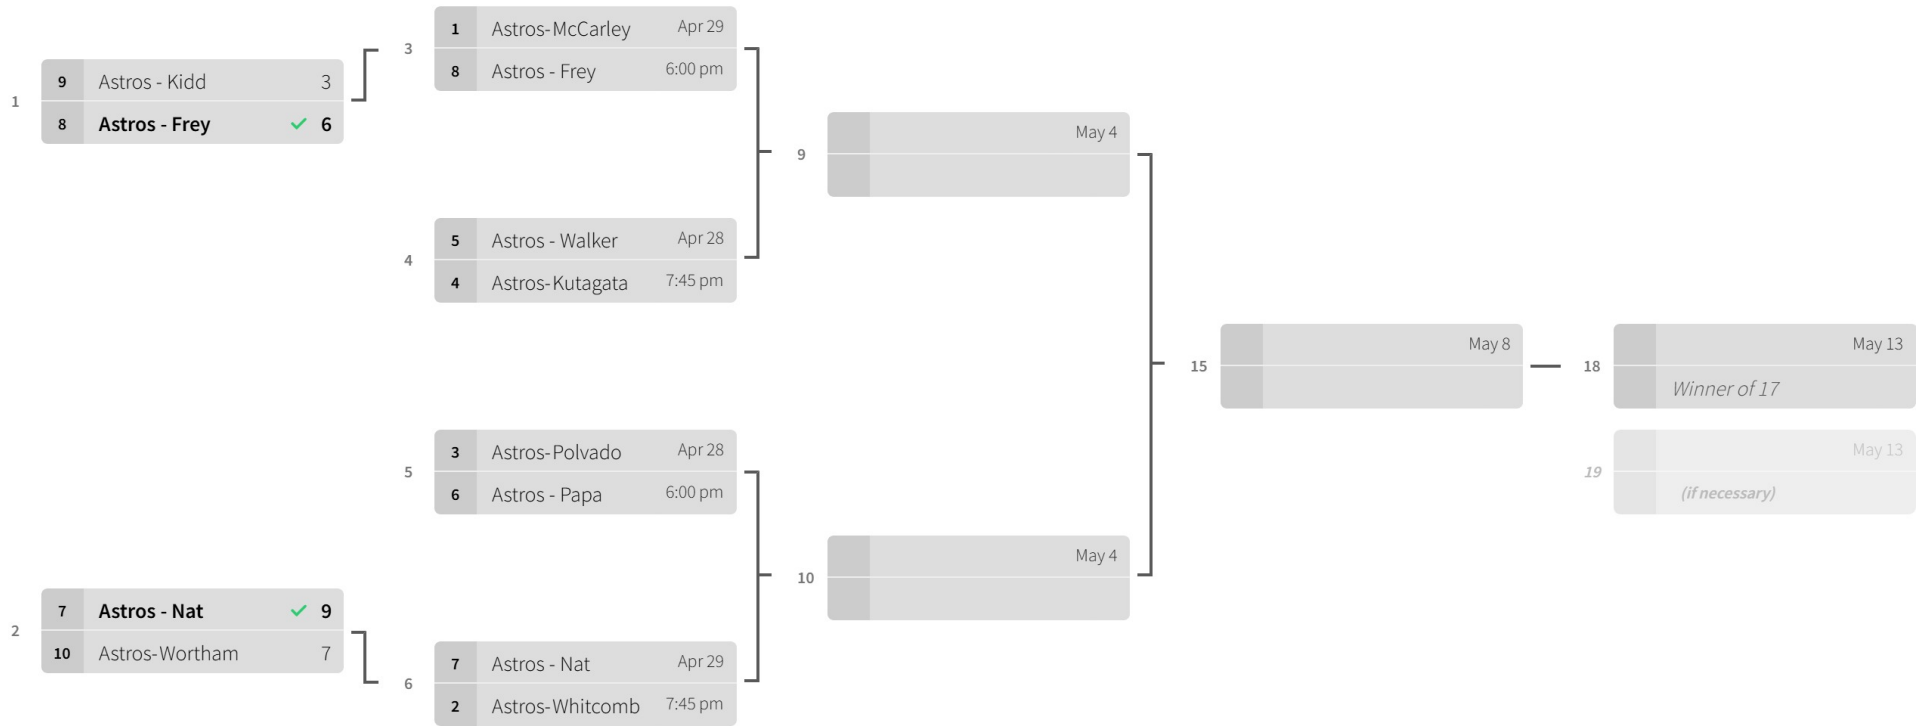 1
9 Astros - Kidd 3
8 Astros - Frey 6
2
7 Astros - Nat 9
10 Astros-Wortham 7
3
1 Astros-McCarley Apr 29
8 Astros - Frey 6:00 pm
4
5 Astros - Walker Apr 28
4 Astros-Kutagata 7:45 pm
5
3 Astros-Polvado Apr 28
6 Astros - Papa 6:00 pm
6
7 Astros - Nat Apr 29
2 Astros-Whitcomb 7:45 pm
9
May 4
10
May 4
15
May 8
18
May 13
Winner of 17
19
May 13
(if necessary)